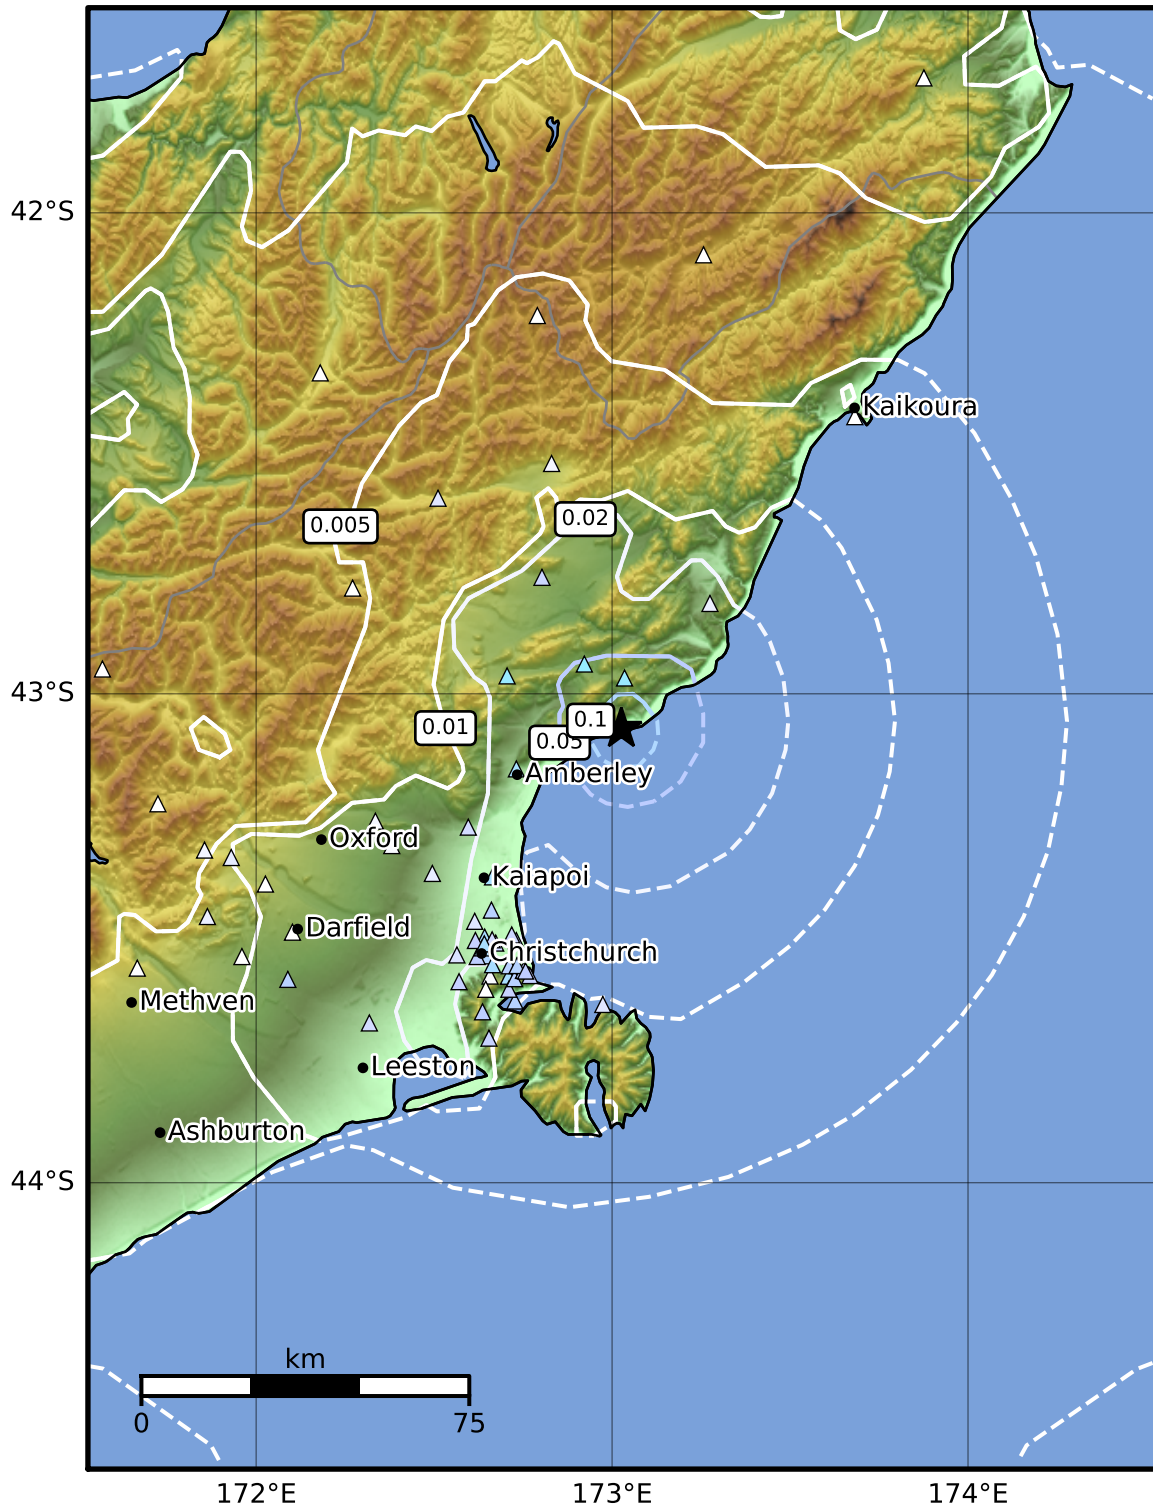 42°S
Kaikoura
0.02
0.005
43°S
0.1
0.01
0.05
Amberley
Oxford
Kaiapoi
Darfield
Christchurch
Methven
Leeston
Ashburton
44°S
km
0
75
172°E
173°E
174°E